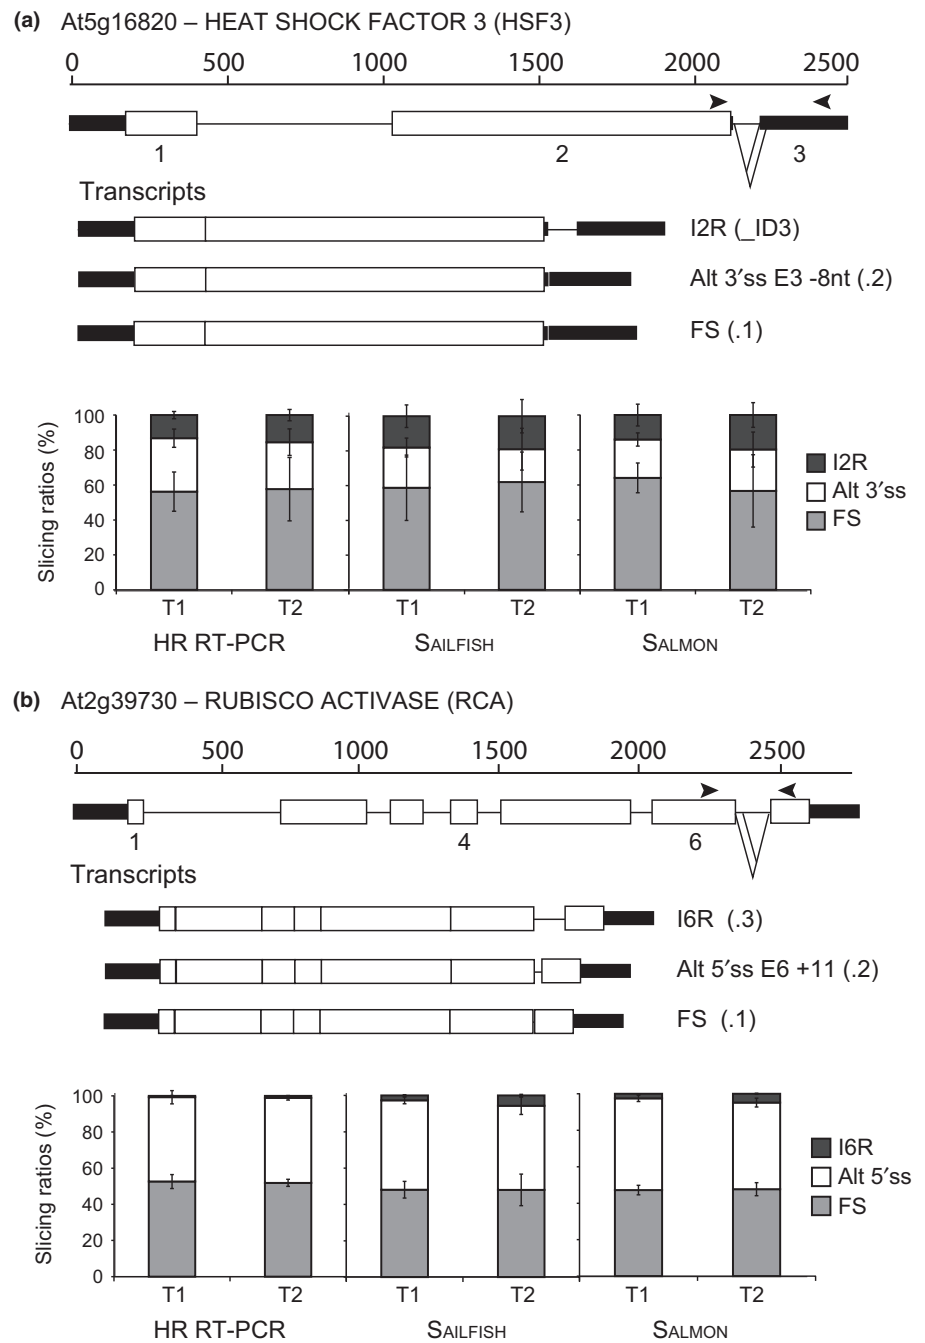 (a) At5g16820 – HEAT SHOCK FACTOR 3 (HSF3)
0 500 1000 1500 2000 2500
1 2 3
Transcripts
I2R (_ID3)
Alt 3′ss E3 -8nt (.2)
FS (.1)
Slicing ratios (%)
100
80
60
40
20
0
I2R
Alt 3′ss
FS
T1 T2 T1 T2 T1 T2
HR RT-PCR SAILFISH SALMON
(b) At2g39730 – RUBISCO ACTIVASE (RCA)
0 500 1000 1500 2000 2500
1 4 6
Transcripts
I6R (.3)
Alt 5′ss E6 +11 (.2)
FS (.1)
Slicing ratios (%)
100
80
60
40
20
0
I6R
Alt 5′ss
FS
T1 T2 T1 T2 T1 T2
HR RT-PCR SAILFISH SALMON